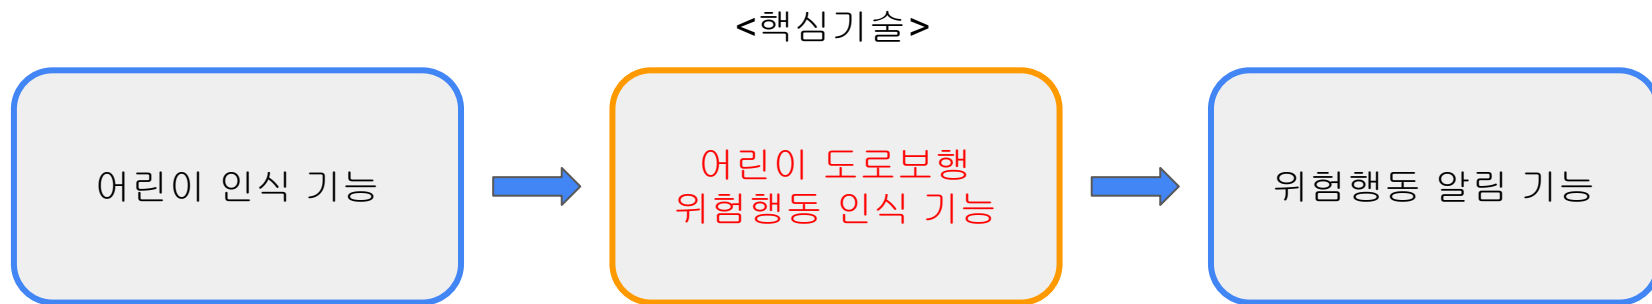 <핵심기술>
어린이 인식 기능
어린이 도로보행
위험행동 인식 기능
위험행동 알림 기능